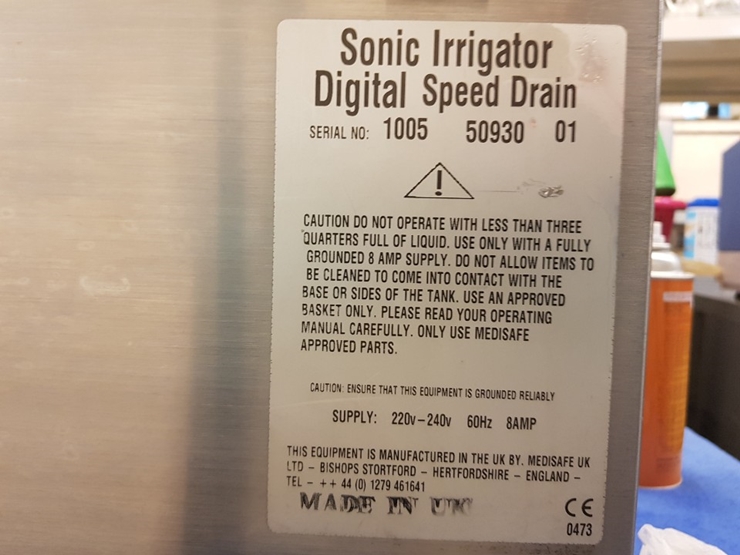 Sonic Irrigator
Digital Speed Drain
SERIAL NO: 1005 50930 01
!
CAUTION DO NOT OPERATE WITH LESS THAN THREE
QUARTERS FULL OF LIQUID. USE ONLY WITH A FULLY
GROUNDED 8 AMP SUPPLY. DO NOT ALLOW ITEMS TO
BE CLEANED TO COME INTO CONTACT WITH THE
BASE OR SIDES OF THE TANK. USE AN APPROVED
BASKET ONLY. PLEASE READ YOUR OPERATING
MANUAL CAREFULLY. ONLY USE MEDISAFE
APPROVED PARTS.
CAUTION: ENSURE THAT THIS EQUIPMENT IS GROUNDED RELIABLY
SUPPLY: 220v–240v 60Hz 8AMP
THIS EQUIPMENT IS MANUFACTURED IN THE UK BY. MEDISAFE UK
LTD – BISHOPS STORTFORD – HERTFORDSHIRE – ENGLAND –
TEL – ++ 44 (0) 1279 461641
MADE IN UK
CE
0473